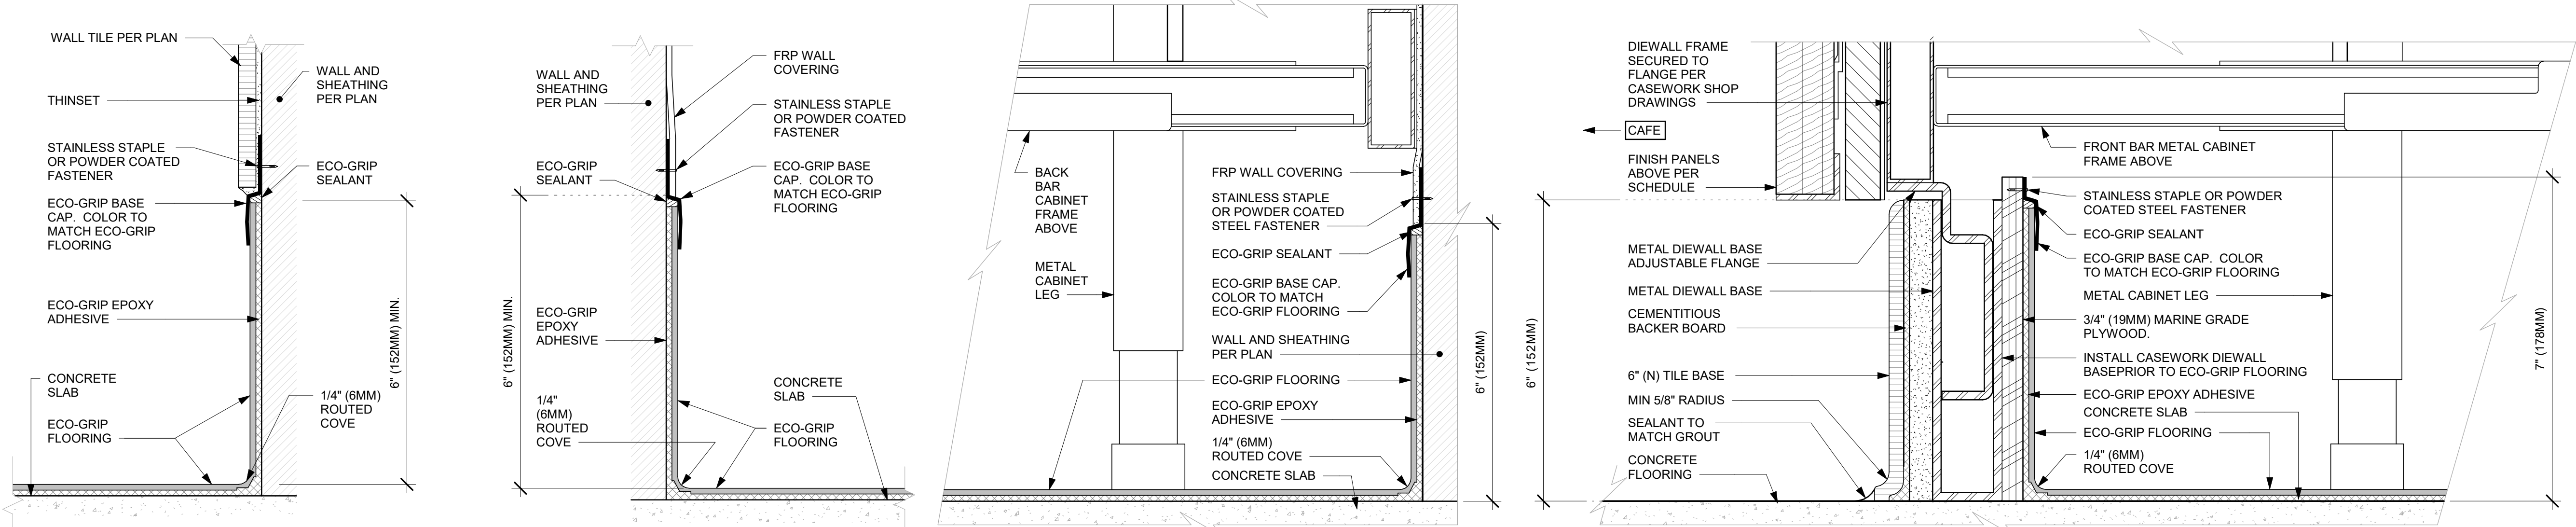 WALL TILE PER PLAN
THINSET
STAINLESS STAPLE
OR POWDER COATED
FASTENER
ECO-GRIP BASE
CAP.  COLOR TO
MATCH ECO-GRIP
FLOORING
ECO-GRIP EPOXY
ADHESIVE
CONCRETE
SLAB
ECO-GRIP
FLOORING
WALL AND
SHEATHING
PER PLAN
ECO-GRIP
SEALANT
1/4" (6MM)
ROUTED
COVE
6" (152MM) MIN.
WALL AND
SHEATHING
PER PLAN
ECO-GRIP
SEALANT
6" (152MM) MIN.
ECO-GRIP
EPOXY
ADHESIVE
1/4"
(6MM)
ROUTED
COVE
FRP WALL
COVERING
STAINLESS STAPLE
OR POWDER COATED
FASTENER
ECO-GRIP BASE
CAP.  COLOR TO
MATCH ECO-GRIP
FLOORING
CONCRETE
SLAB
ECO-GRIP
FLOORING
BACK
BAR
CABINET
FRAME
ABOVE
METAL
CABINET
LEG
FRP WALL COVERING
STAINLESS STAPLE
OR POWDER COATED
STEEL FASTENER
ECO-GRIP SEALANT
ECO-GRIP BASE CAP.
COLOR TO MATCH
ECO-GRIP FLOORING
WALL AND SHEATHING
PER PLAN
ECO-GRIP FLOORING
ECO-GRIP EPOXY
ADHESIVE
1/4" (6MM)
ROUTED COVE
CONCRETE SLAB
6" (152MM)
6" (152MM)
DIEWALL FRAME
SECURED TO
FLANGE PER
CASEWORK SHOP
DRAWINGS
CAFE
FINISH PANELS
ABOVE PER
SCHEDULE
METAL DIEWALL BASE
ADJUSTABLE FLANGE
METAL DIEWALL BASE
CEMENTITIOUS
BACKER BOARD
6" (N) TILE BASE
MIN 5/8" RADIUS
SEALANT TO
MATCH GROUT
CONCRETE
FLOORING
FRONT BAR METAL CABINET
FRAME ABOVE
STAINLESS STAPLE OR POWDER
COATED STEEL FASTENER
ECO-GRIP SEALANT
ECO-GRIP BASE CAP.  COLOR
TO MATCH ECO-GRIP FLOORING
METAL CABINET LEG
3/4" (19MM) MARINE GRADE
PLYWOOD.
INSTALL CASEWORK DIEWALL
BASEPRIOR TO ECO-GRIP FLOORING
ECO-GRIP EPOXY ADHESIVE
CONCRETE SLAB
ECO-GRIP FLOORING
1/4" (6MM)
ROUTED COVE
7" (178MM)